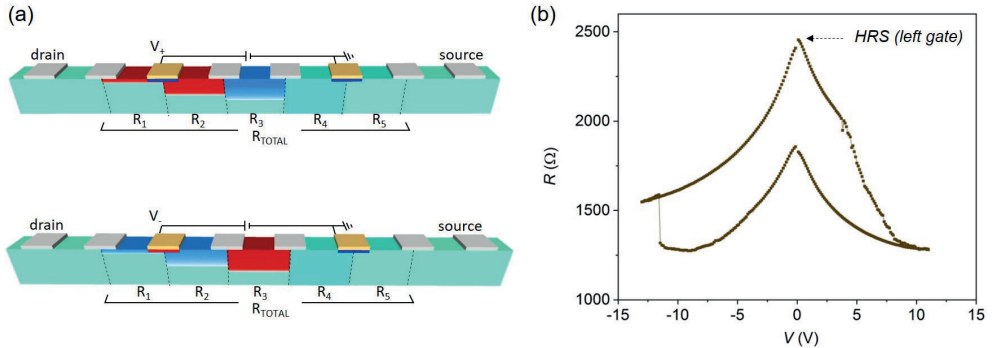 (a)
V+
drain
source
R1 R2 R3 R4 R5
RTOTAL
V-
drain
source
R1 R2 R3 R4 R5
RTOTAL
(b)
HRS (left gate)
R (Ω)
2500
2000
1500
1000
-15 -10 -5 0 5 10 15
V (V)